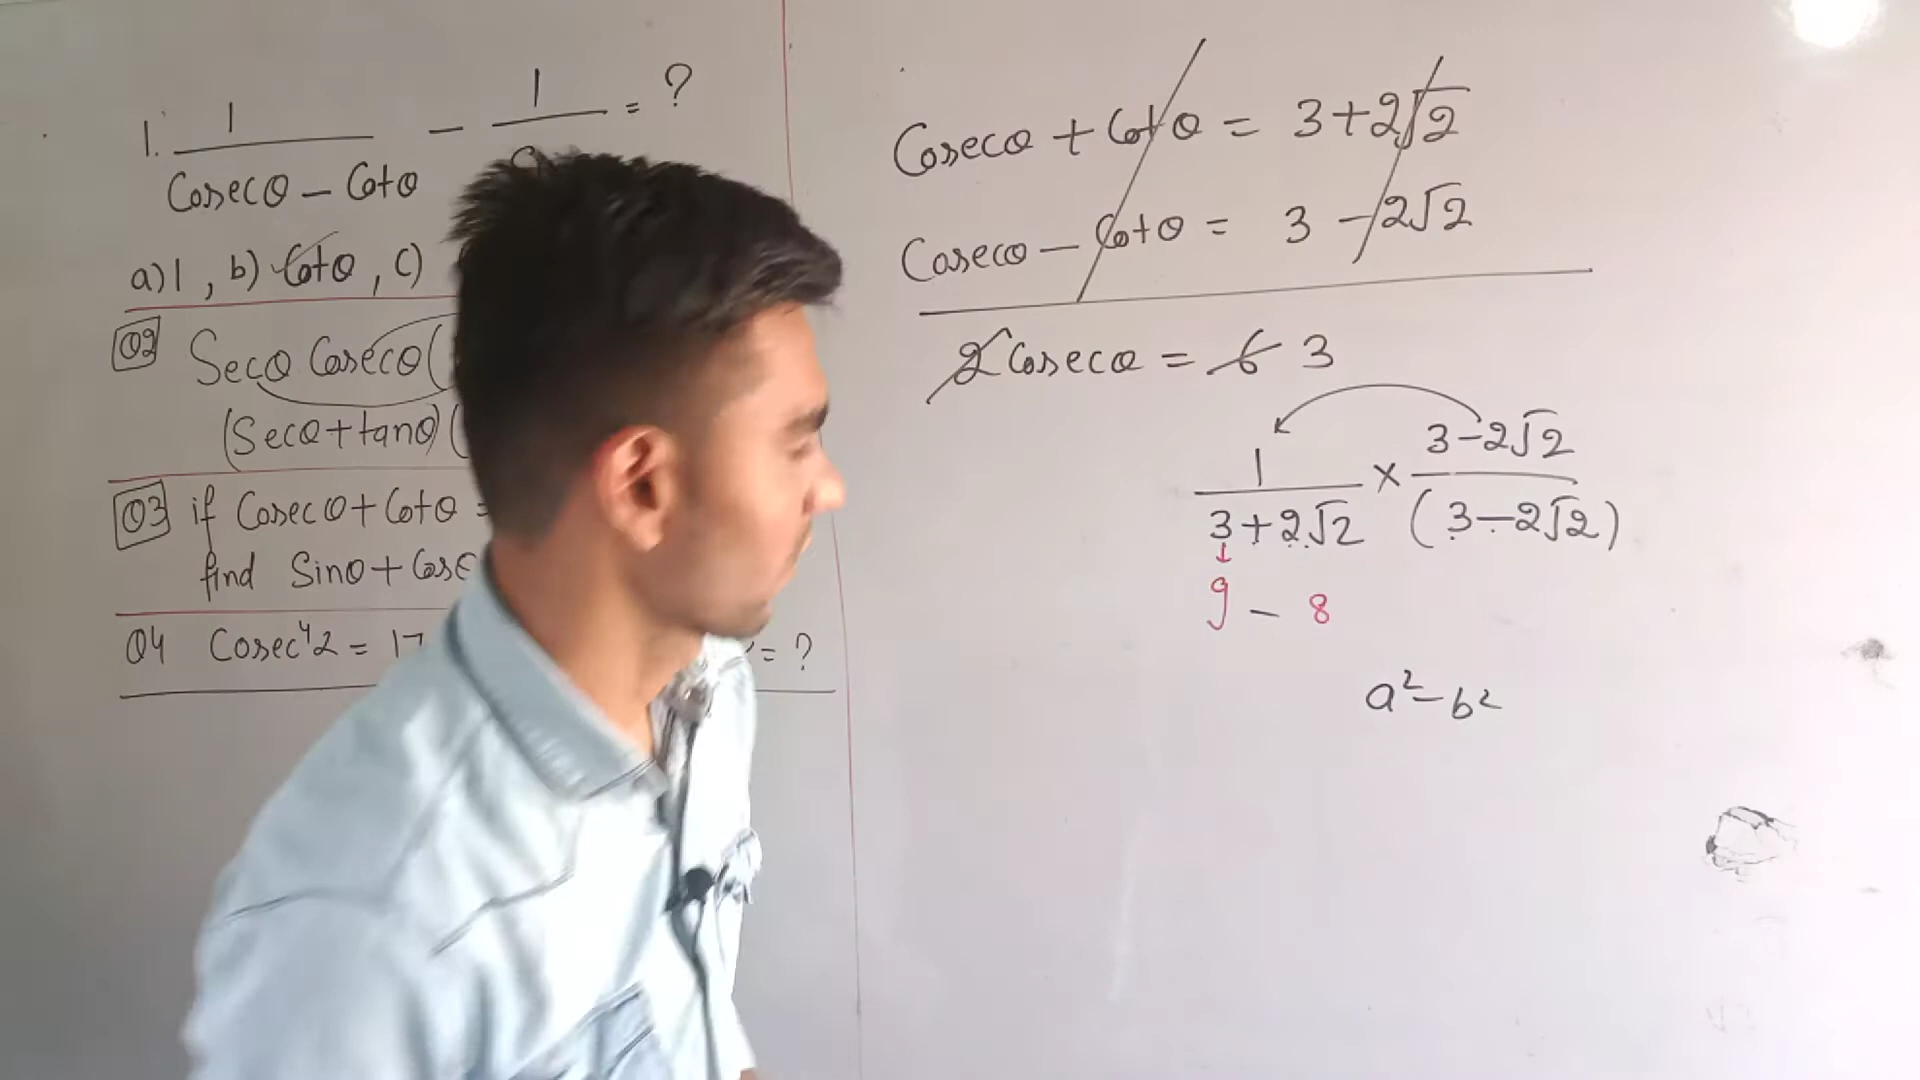 1. 1/(Cosecθ – Cotθ) – 1/ = ?
a) 1 , b) Cotθ , c)
Q2 Secθ Cosecθ (
(Secθ+tanθ) (
Q3 if Cosecθ+Cotθ =
find Sinθ+Cosθ
Q4 Cosec⁴2 = 17 = ?
Cosecθ + Cotθ = 3+2√2
Cosecθ – Cotθ = 3 – 2√2
2Cosecθ = 6 3
1/(3+2√2) × (3–2√2)/(3–2√2)
9 – 8
a²–b²